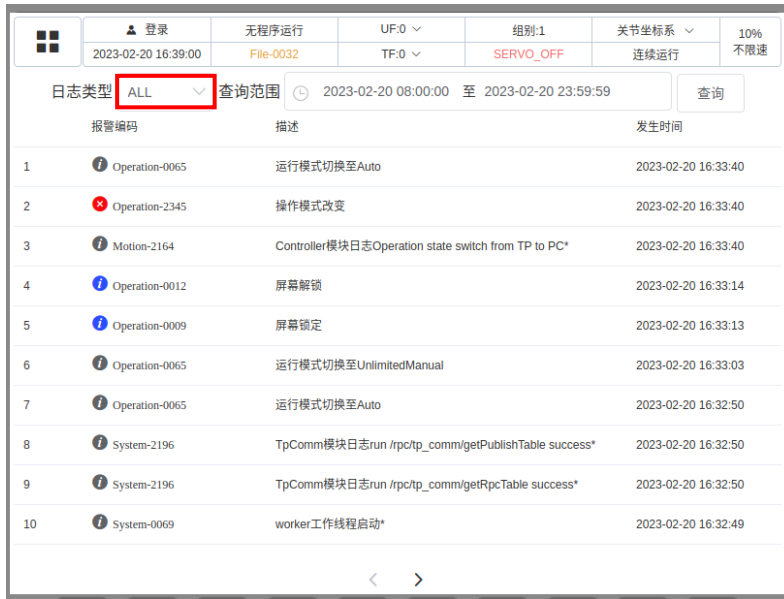 登录 无程序运行 UF:0 组别:1 关节坐标系 10%
2023-02-20 16:39:00 File-0032 TF:0 SERVO_OFF 连续运行 不限速
日志类型 ALL 查询范围 2023-02-20 08:00:00 至 2023-02-20 23:59:59 查询
报警编码 描述 发生时间
1 Operation-0065 运行模式切换至Auto 2023-02-20 16:33:40
2 Operation-2345 操作模式改变 2023-02-20 16:33:40
3 Motion-2164 Controller模块日志Operation state switch from TP to PC* 2023-02-20 16:33:40
4 Operation-0012 屏幕解锁 2023-02-20 16:33:14
5 Operation-0009 屏幕锁定 2023-02-20 16:33:13
6 Operation-0065 运行模式切换至UnlimitedManual 2023-02-20 16:33:03
7 Operation-0065 运行模式切换至Auto 2023-02-20 16:32:50
8 System-2196 TpComm模块日志run /rpc/tp_comm/getPublishTable success* 2023-02-20 16:32:50
9 System-2196 TpComm模块日志run /rpc/tp_comm/getRpcTable success* 2023-02-20 16:32:50
10 System-0069 worker工作线程启动* 2023-02-20 16:32:49